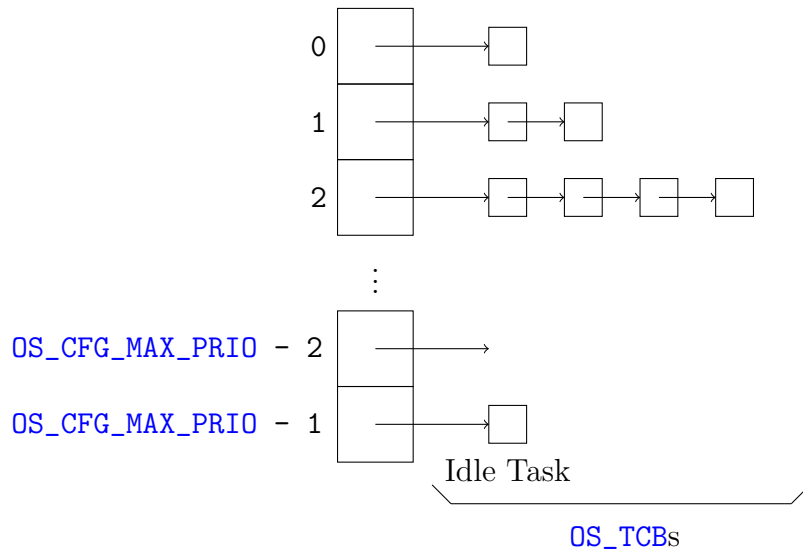 0
1
2
⋮
OS_CFG_MAX_PRIO - 2
OS_CFG_MAX_PRIO - 1
Idle Task
OS_TCBs